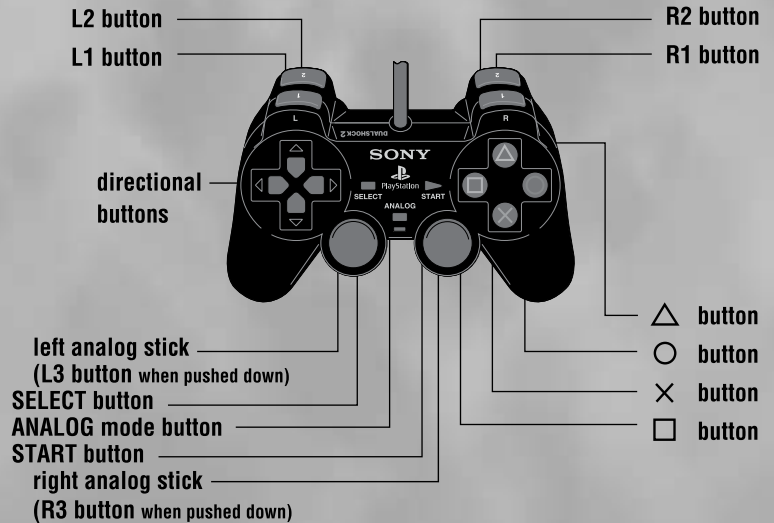 L2 button
L1 button
R2 button
R1 button
2
1
L
2
1
R
DUALSHOCK 2
SONY
PlayStation
SELECT
START
ANALOG
directional
buttons
left analog stick
(L3 button when pushed down)
SELECT button
ANALOG mode button
START button
right analog stick
(R3 button when pushed down)
△ button
○ button
✕ button
□ button